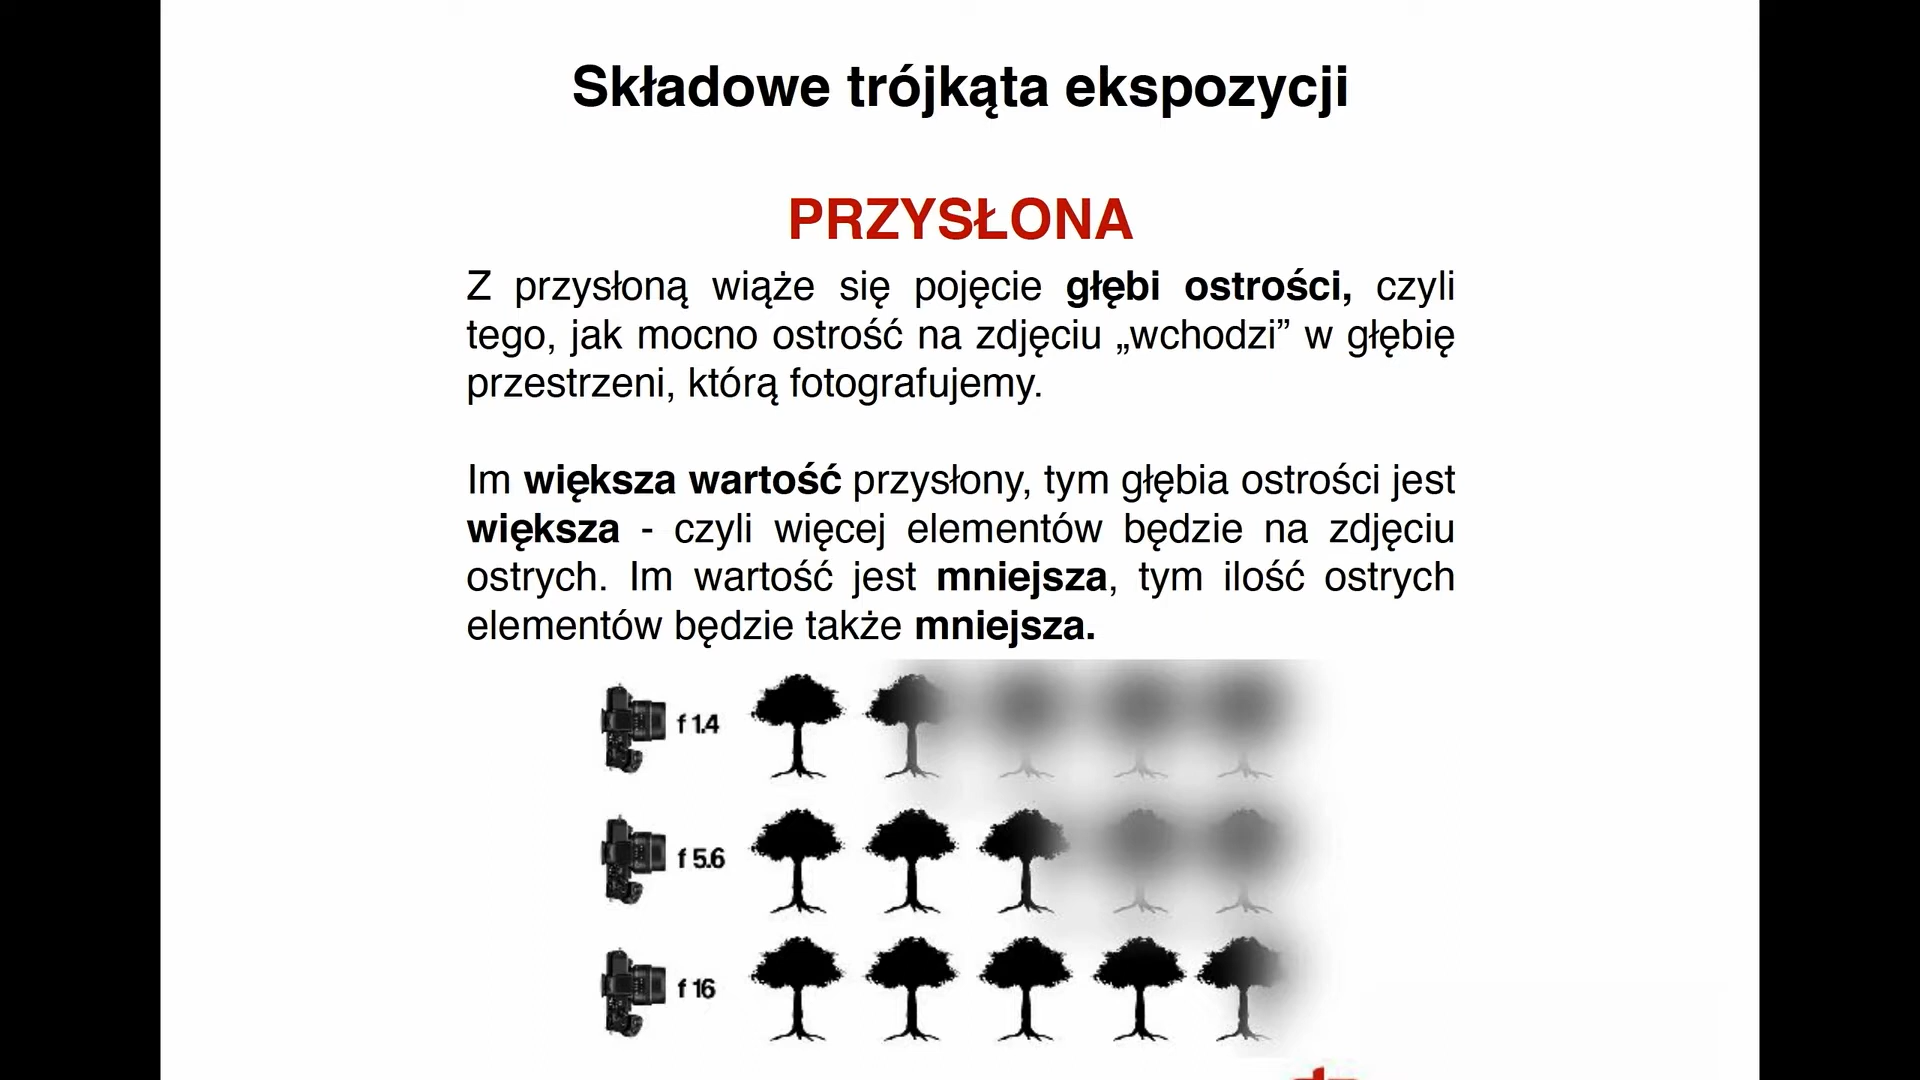 Składowe trójkąta ekspozycji
PRZYSŁONA
Z przysłoną wiąże się pojęcie głębi ostrości, czyli
tego, jak mocno ostrość na zdjęciu „wchodzi” w głębię
przestrzeni, którą fotografujemy.
Im większa wartość przysłony, tym głębia ostrości jest
większa - czyli więcej elementów będzie na zdjęciu
ostrych. Im wartość jest mniejsza, tym ilość ostrych
elementów będzie także mniejsza.
f 1.4
f 5.6
f 16